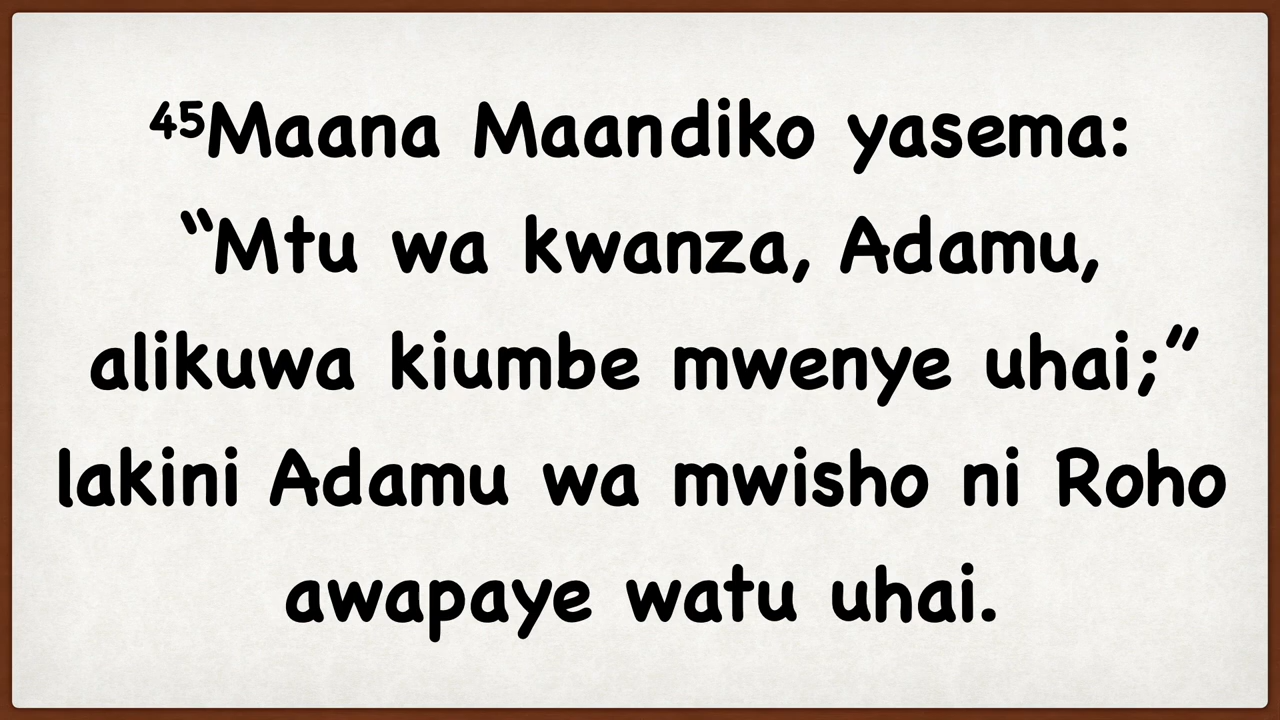 ⁴⁵Maana Maandiko yasema:
“Mtu wa kwanza, Adamu,
alikuwa kiumbe mwenye uhai;”
lakini Adamu wa mwisho ni Roho
awapaye watu uhai.